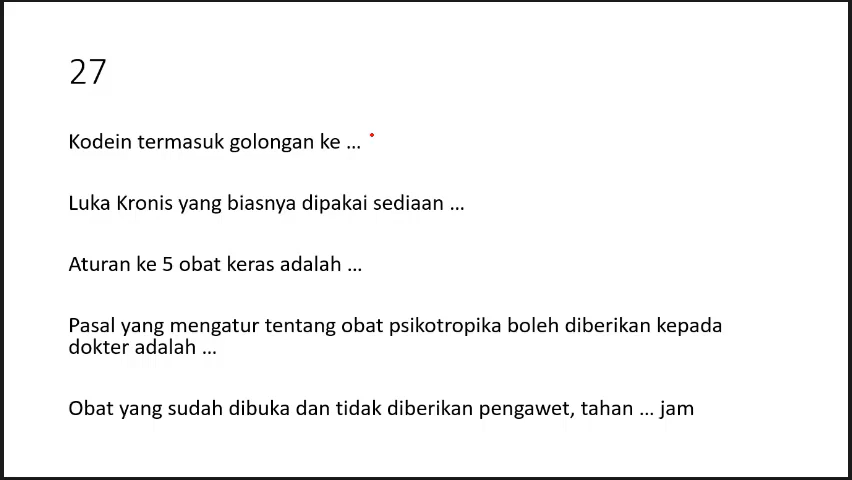 27
Kodein termasuk golongan ke …
Luka Kronis yang biasnya dipakai sediaan …
Aturan ke 5 obat keras adalah …
Pasal yang mengatur tentang obat psikotropika boleh diberikan kepada
dokter adalah …
Obat yang sudah dibuka dan tidak diberikan pengawet, tahan … jam